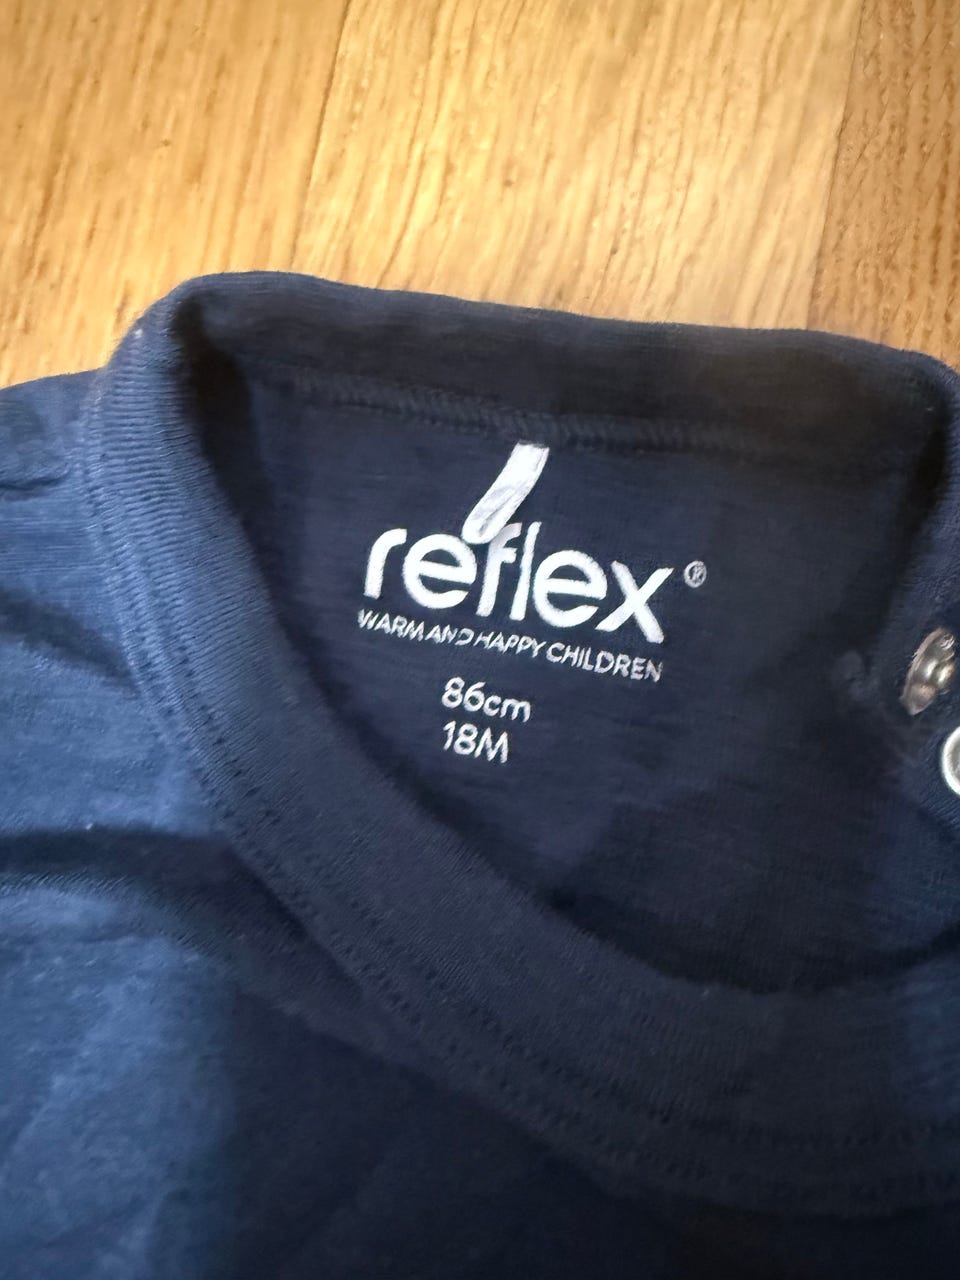 reflex®
WARM AND HAPPY CHILDREN
86cm
18M